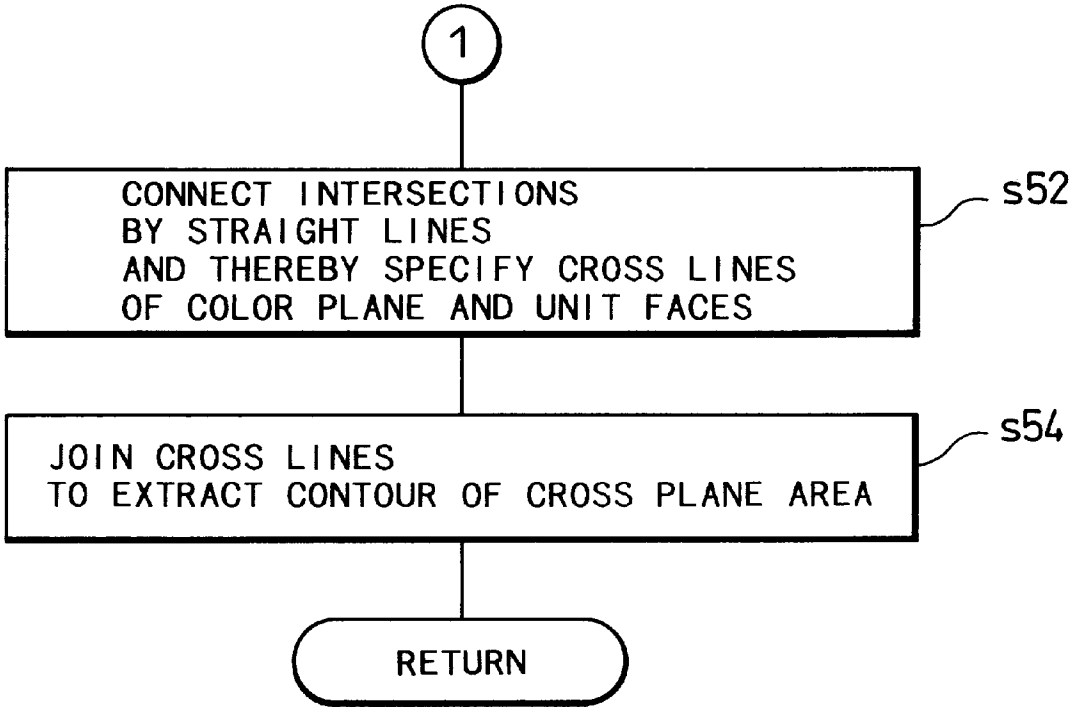 1
CONNECT INTERSECTIONS
BY STRAIGHT LINES
AND THEREBY SPECIFY CROSS LINES
OF COLOR PLANE AND UNIT FACES
s52
JOIN CROSS LINES
TO EXTRACT CONTOUR OF CROSS PLANE AREA
s54
RETURN